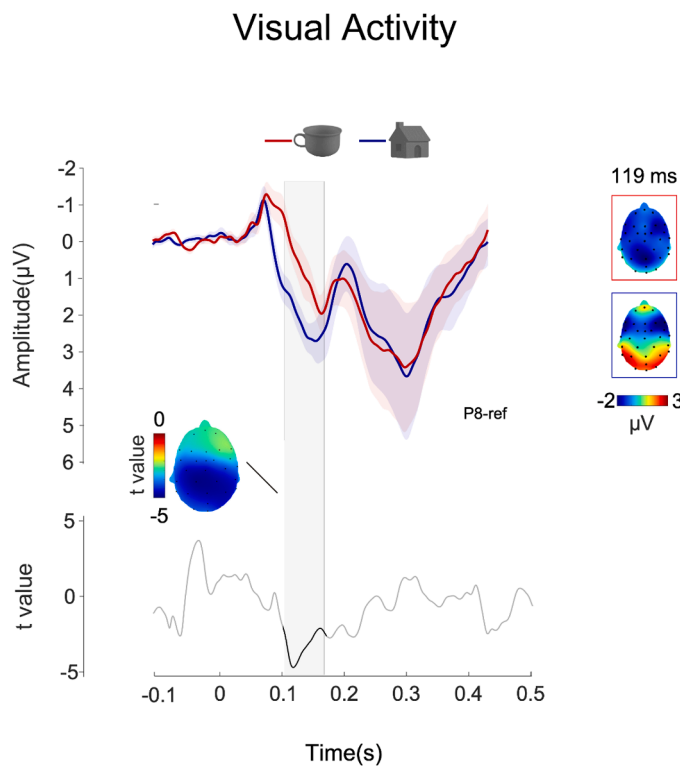 Visual Activity
-2
-1
0
1
2
3
4
5
6
Amplitude(μV)
119 ms
-2 3
μV
P8-ref
0
t value
-5
5
0
-5
t value
-0.1 0 0.1 0.2 0.3 0.4 0.5
Time(s)